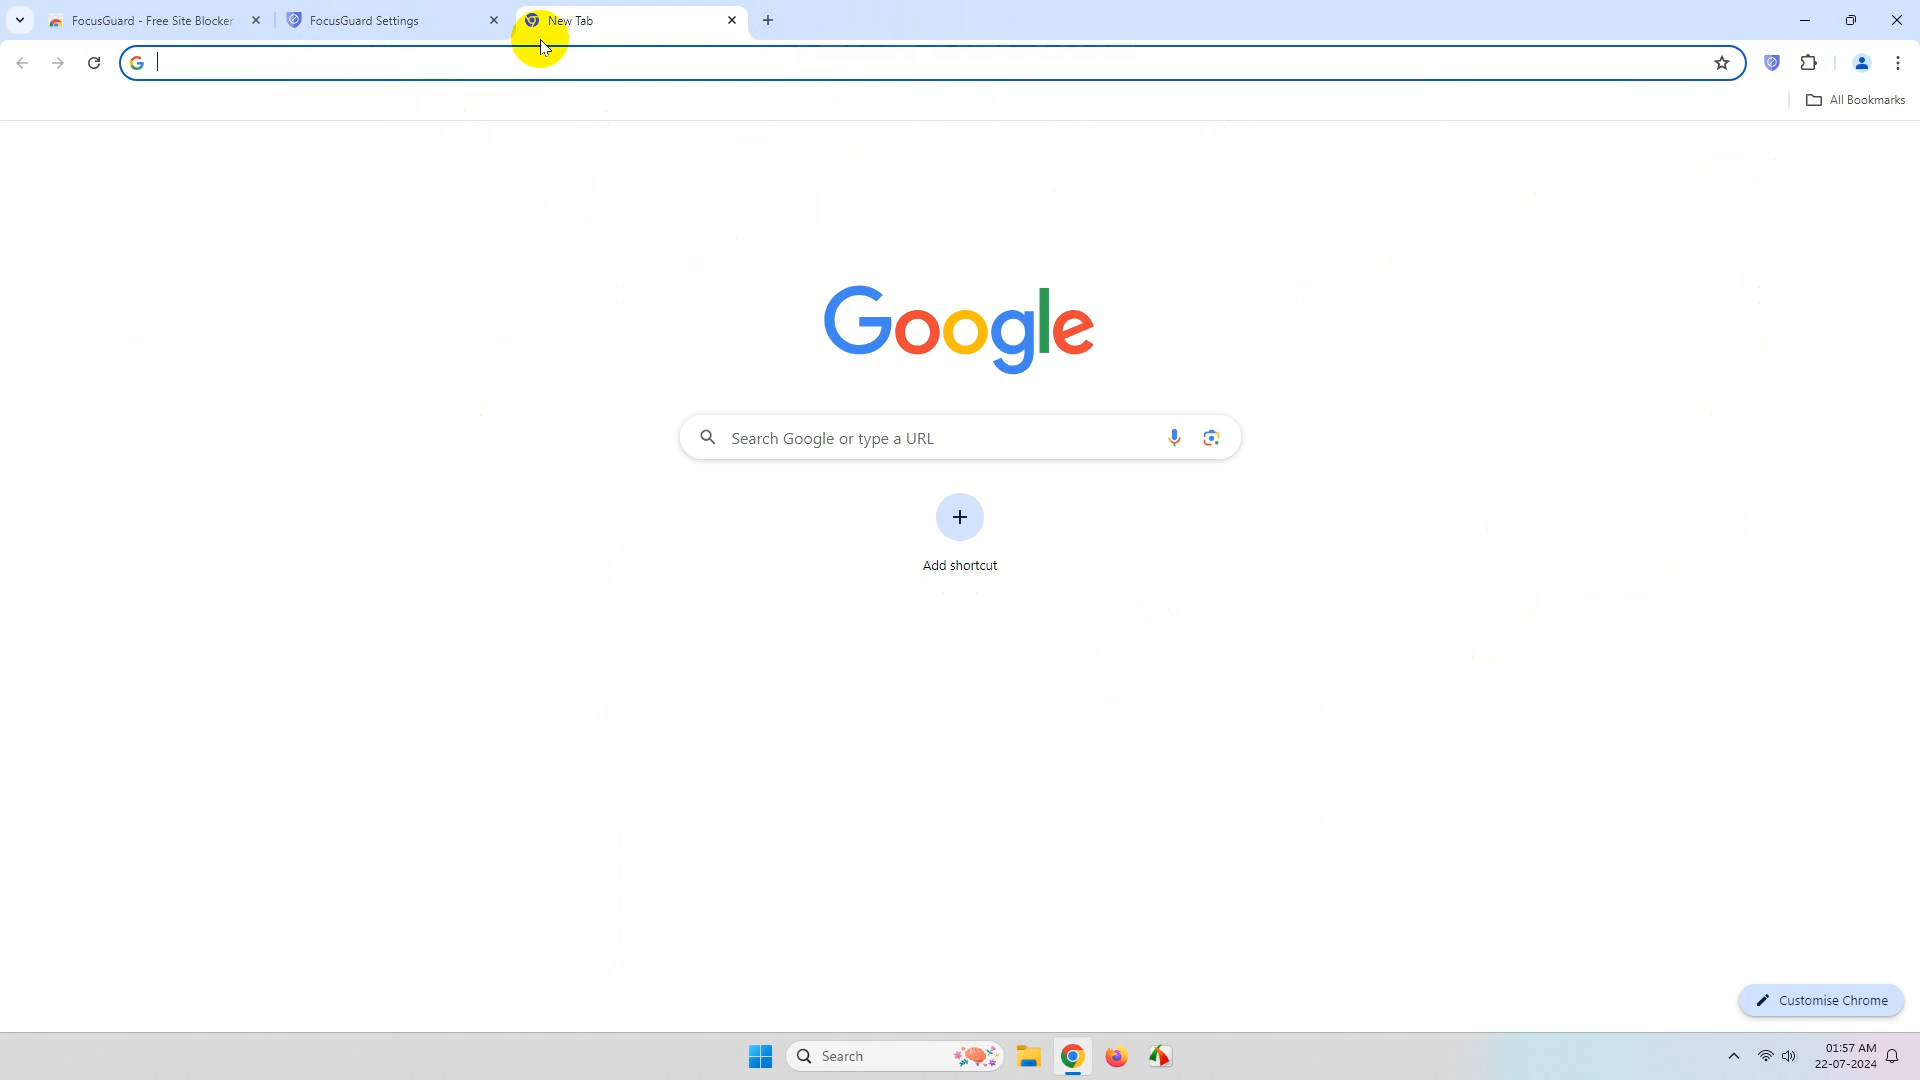 FocusGuard - Free Site Blocker
FocusGuard Settings
New Tab
All Bookmarks
Google
Search Google or type a URL
Add shortcut
Customise Chrome
Search
01:57 AM
22-07-2024